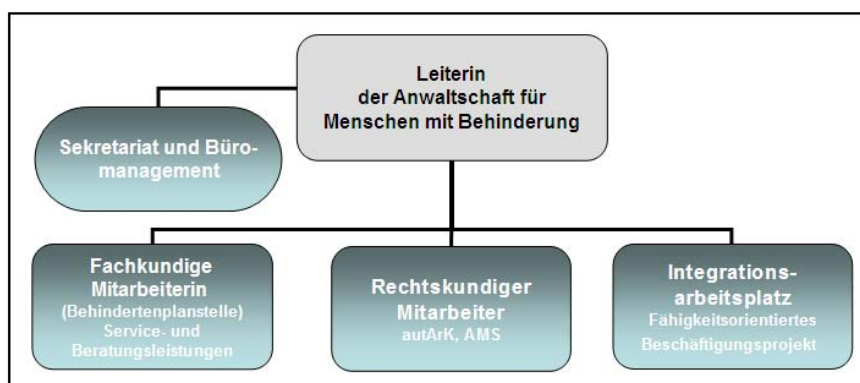 Leiterin
der Anwaltschaft für
Menschen mit Behinderung
Sekretariat und Büro-
management
Fachkundige
Mitarbeiterin
(Behindertenplanstelle)
Service- und
Beratungsleistungen
Rechtskundiger
Mitarbeiter
autArK, AMS
Integrations-
arbeitsplatz
Fähigkeitsorientiertes
Beschäftigungsprojekt